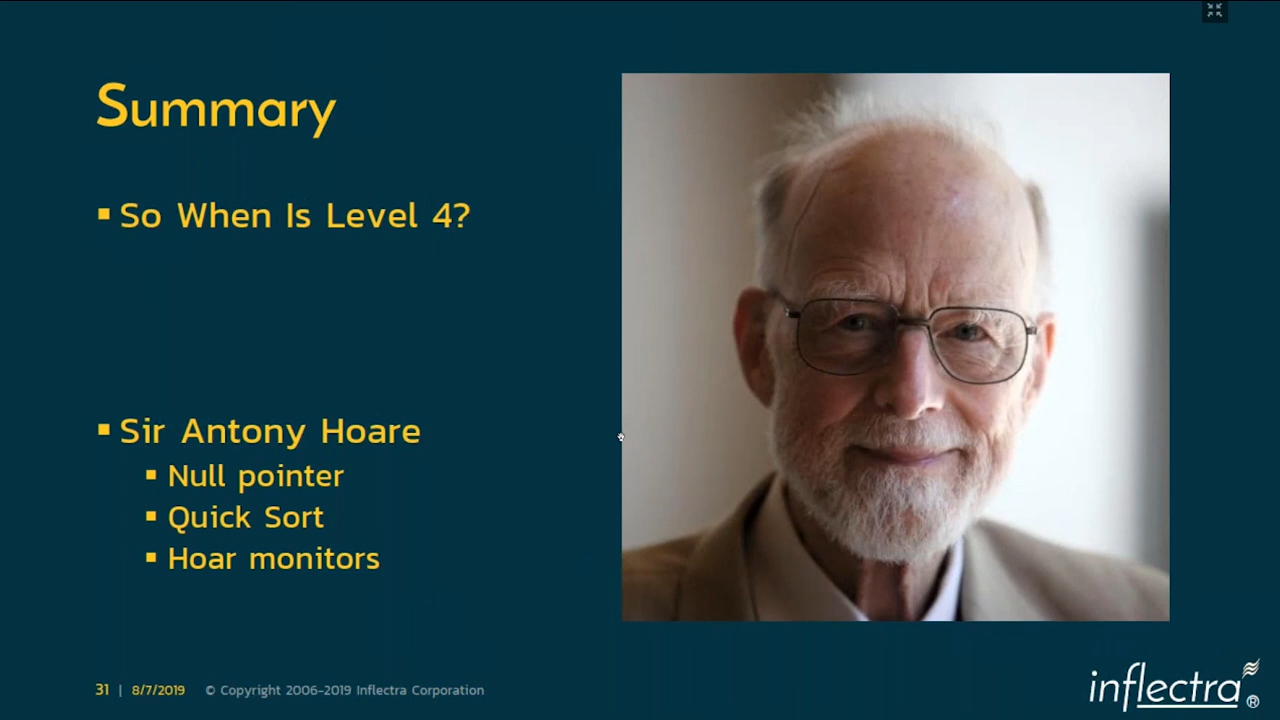 Summary
▪ So When Is Level 4?
▪ Sir Antony Hoare
▪ Null pointer
▪ Quick Sort
▪ Hoar monitors
31 | 8/7/2019 © Copyright 2006-2019 Inflectra Corporation
inflectra®